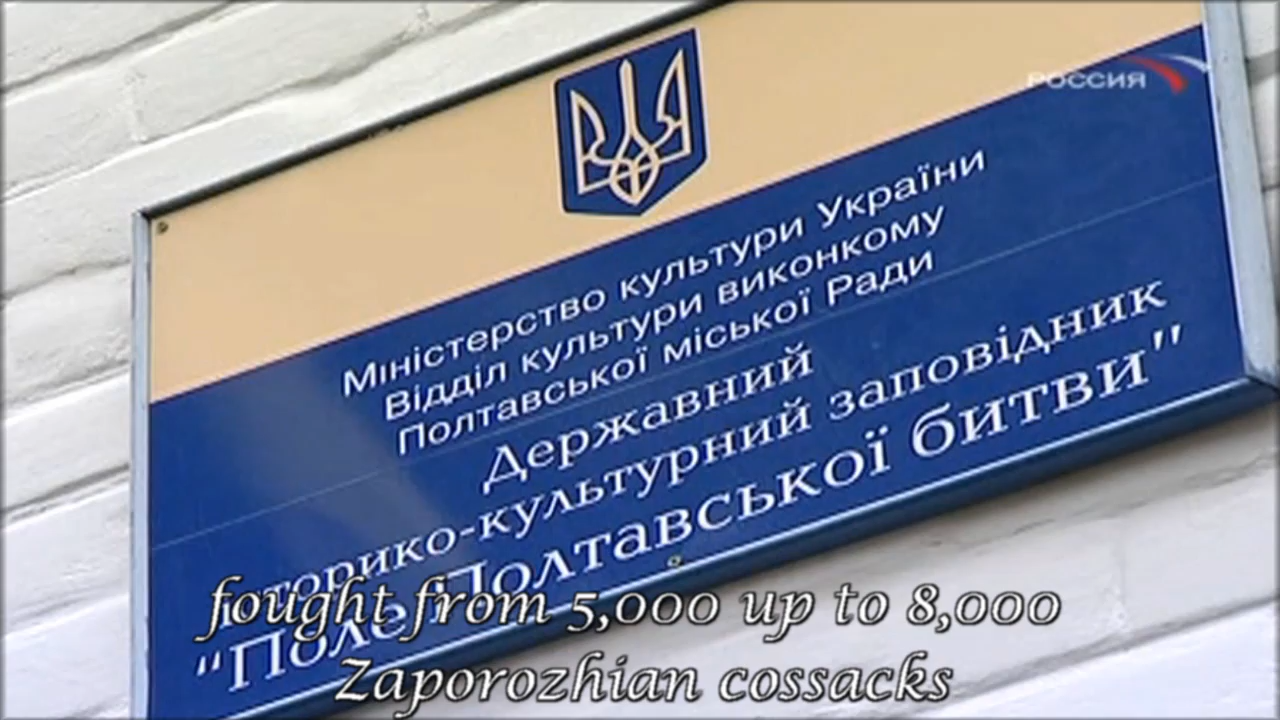 РОССИЯ
Міністерство культури України
Відділ культури виконкому
Полтавської міської Ради
Державний
історико-культурний заповідник
"Поле Полтавської битви"
fought from 5,000 up to 8,000
Zaporozhian cossacks